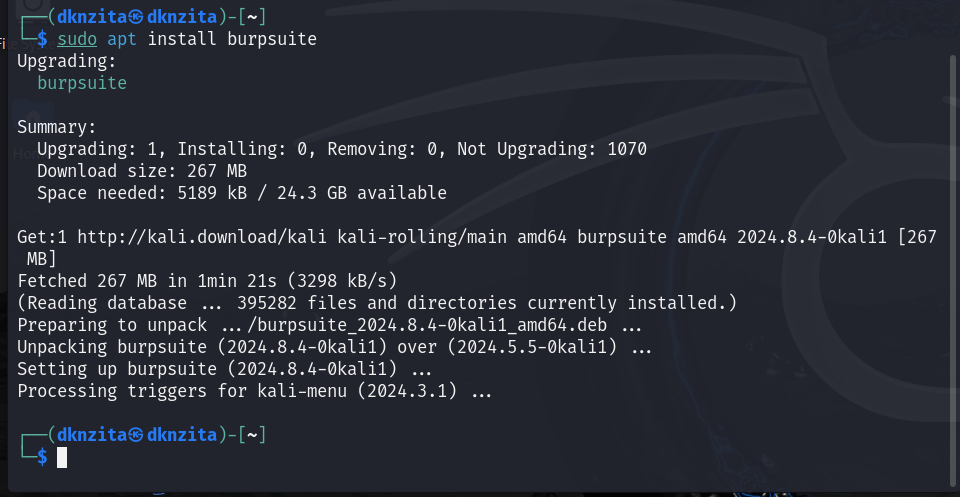 ┌──(dknzita㉿dknzita)-[~]
└─$ sudo apt install burpsuite
Upgrading:
  burpsuite

Summary:
  Upgrading: 1, Installing: 0, Removing: 0, Not Upgrading: 1070
  Download size: 267 MB
  Space needed: 5189 kB / 24.3 GB available

Get:1 http://kali.download/kali kali-rolling/main amd64 burpsuite amd64 2024.8.4-0kali1 [267
 MB]
Fetched 267 MB in 1min 21s (3298 kB/s)
(Reading database ... 395282 files and directories currently installed.)
Preparing to unpack .../burpsuite_2024.8.4-0kali1_amd64.deb ...
Unpacking burpsuite (2024.8.4-0kali1) over (2024.5.5-0kali1) ...
Setting up burpsuite (2024.8.4-0kali1) ...
Processing triggers for kali-menu (2024.3.1) ...

┌──(dknzita㉿dknzita)-[~]
└─$